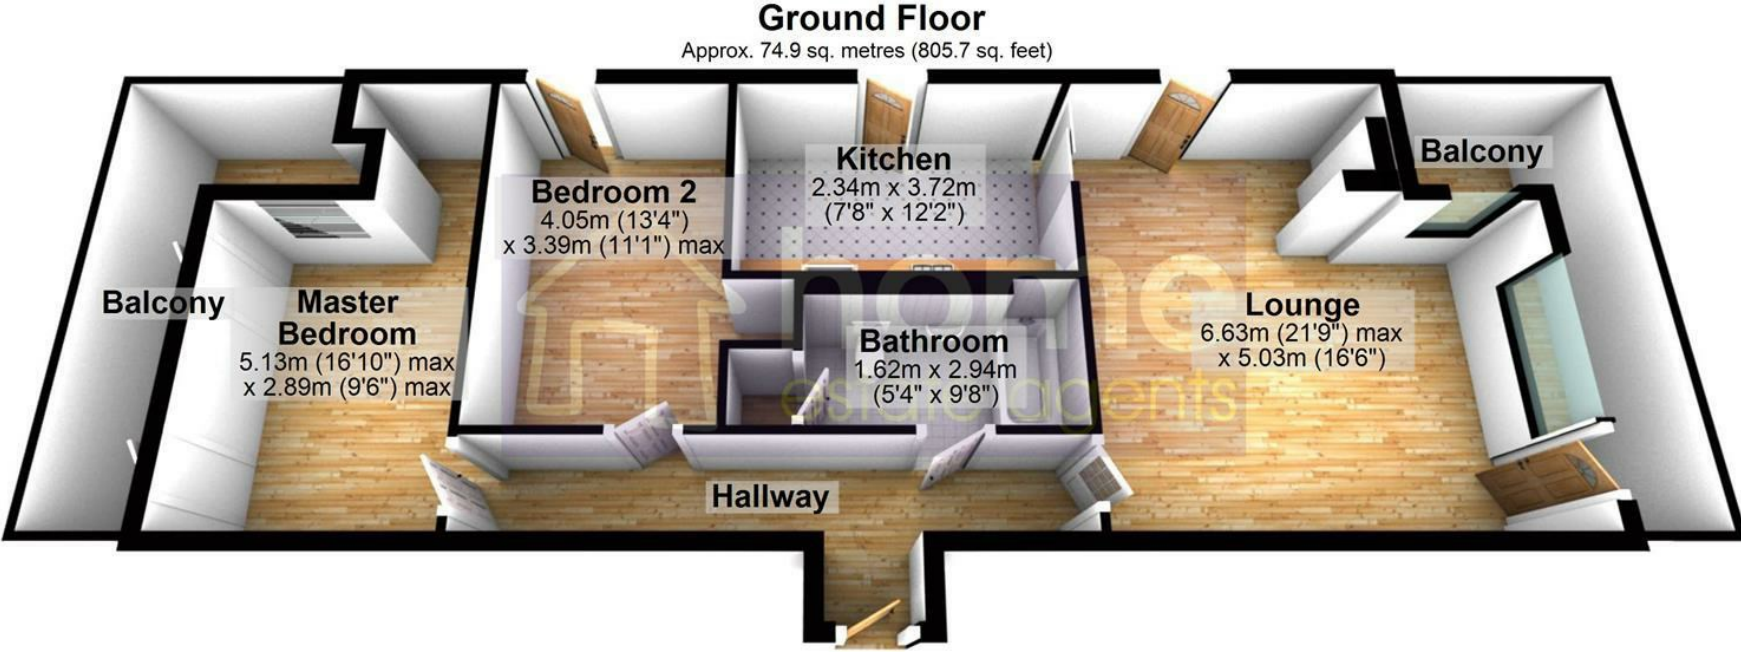 Ground Floor
Approx. 74.9 sq. metres (805.7 sq. feet)
Balcony
Master
Bedroom
5.13m (16'10") max
x 2.89m (9'6") max
Bedroom 2
4.05m (13'4")
x 3.39m (11'1") max
Kitchen
2.34m x 3.72m
(7'8" x 12'2")
Bathroom
1.62m x 2.94m
(5'4" x 9'8")
Hallway
Lounge
6.63m (21'9") max
x 5.03m (16'6")
Balcony
home
estate agents